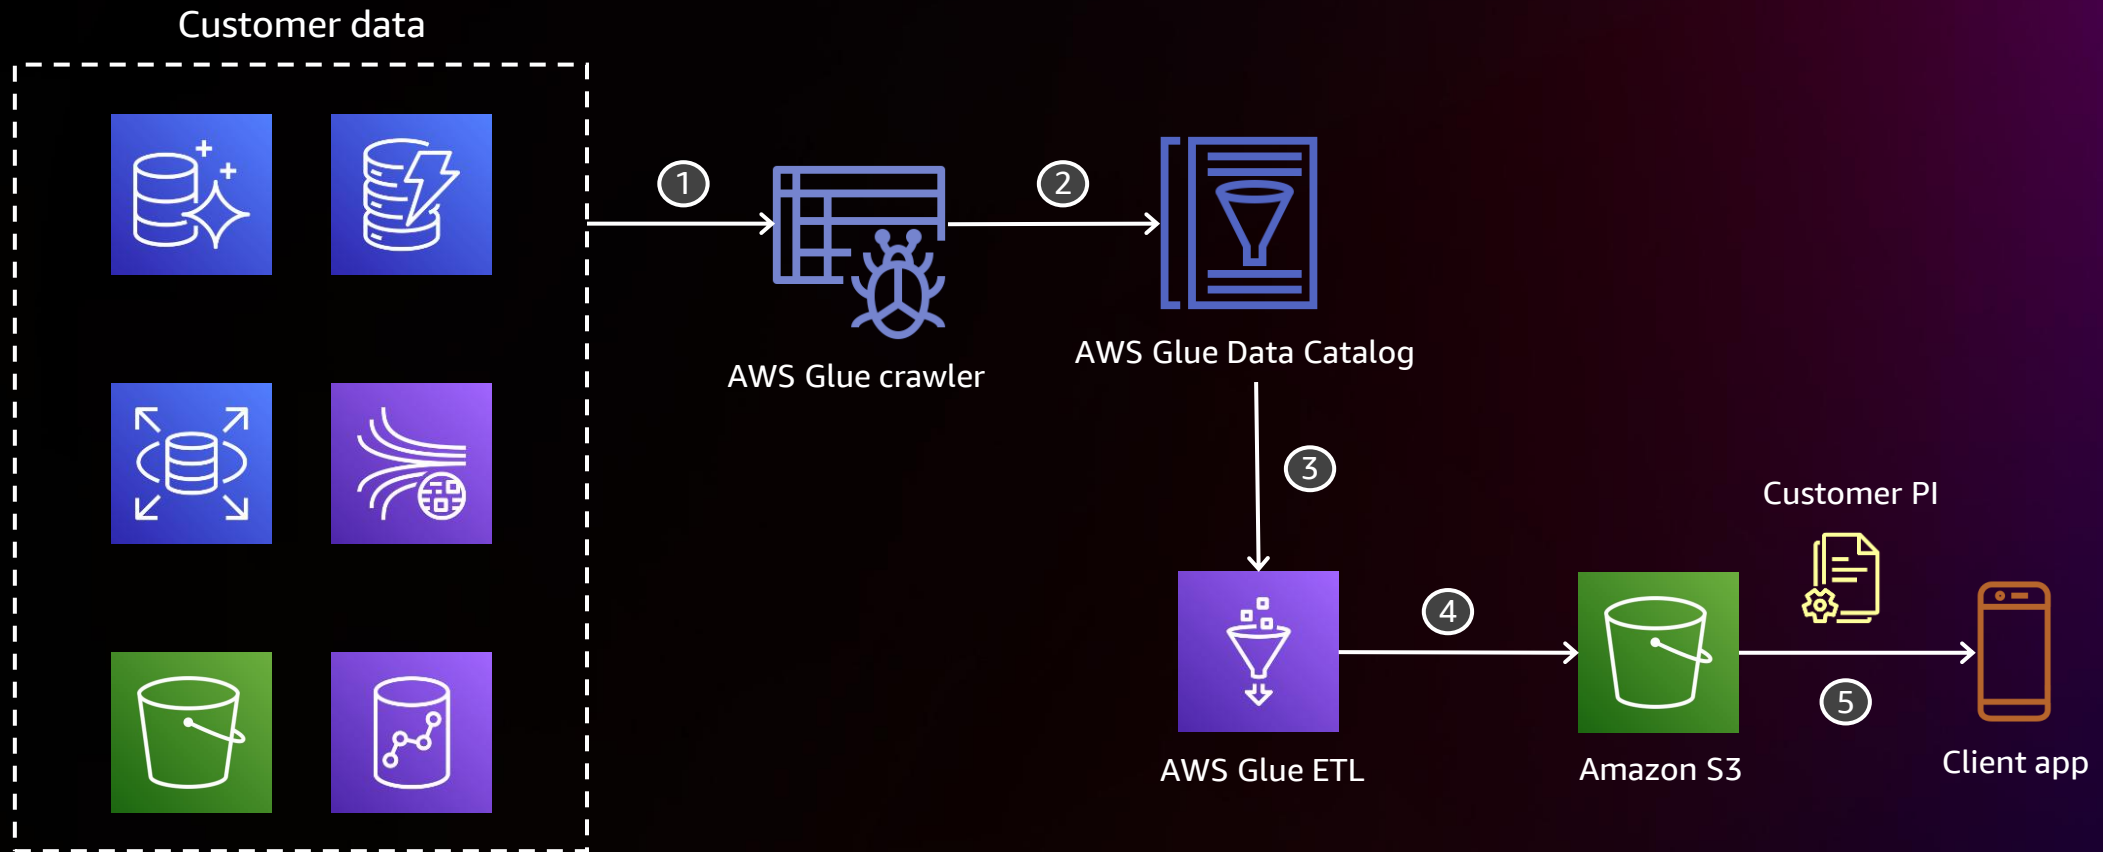 Customer data
1
2
AWS Glue crawler
AWS Glue Data Catalog
3
Customer PI
4
5
AWS Glue ETL
Amazon S3
Client app